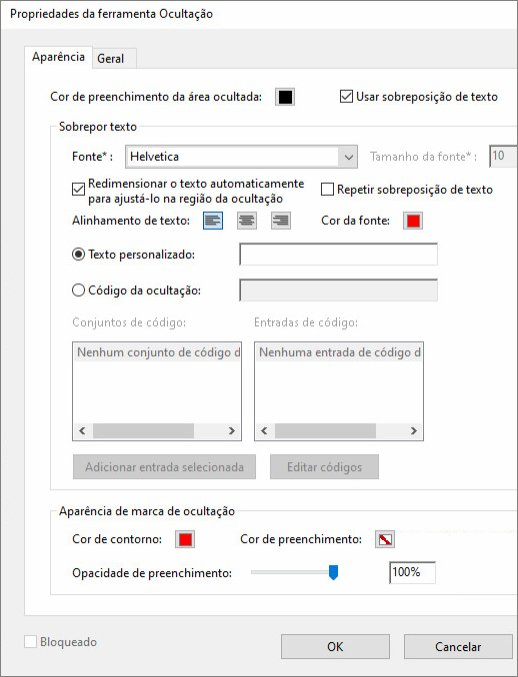 Propriedades da ferramenta Ocultação
Aparência Geral
Cor de preenchimento da área ocultada: Usar sobreposição de texto
Sobrepor texto
Fonte* : Helvetica Tamanho da fonte* : 10
Redimensionar o texto automaticamente
para ajustá-lo na região da ocultação
Repetir sobreposição de texto
Alinhamento de texto: Cor da fonte:
Texto personalizado:
Código da ocultação:
Conjuntos de código: Entradas de código:
Nenhum conjunto de código d Nenhuma entrada de código d
Adicionar entrada selecionada Editar códigos
Aparência de marca de ocultação
Cor de contorno: Cor de preenchimento:
Opacidade de preenchimento: 100%
Bloqueado OK Cancelar